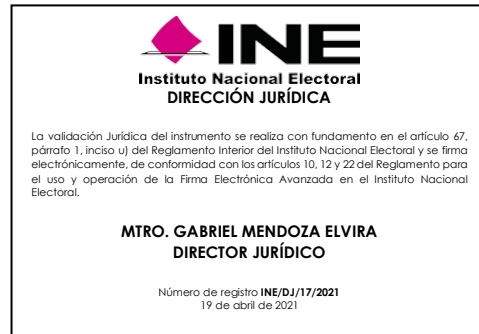 INE
Instituto Nacional Electoral
DIRECCIÓN JURÍDICA
La validación Jurídica del instrumento se realiza con fundamento en el artículo 67,
párrafo 1, inciso u) del Reglamento Interior del Instituto Nacional Electoral y se firma
electrónicamente, de conformidad con los artículos 10, 12 y 22 del Reglamento para
el uso y operación de la Firma Electrónica Avanzada en el Instituto Nacional
Electoral.
MTRO. GABRIEL MENDOZA ELVIRA
DIRECTOR JURÍDICO
Número de registro INE/DJ/17/2021
19 de abril de 2021